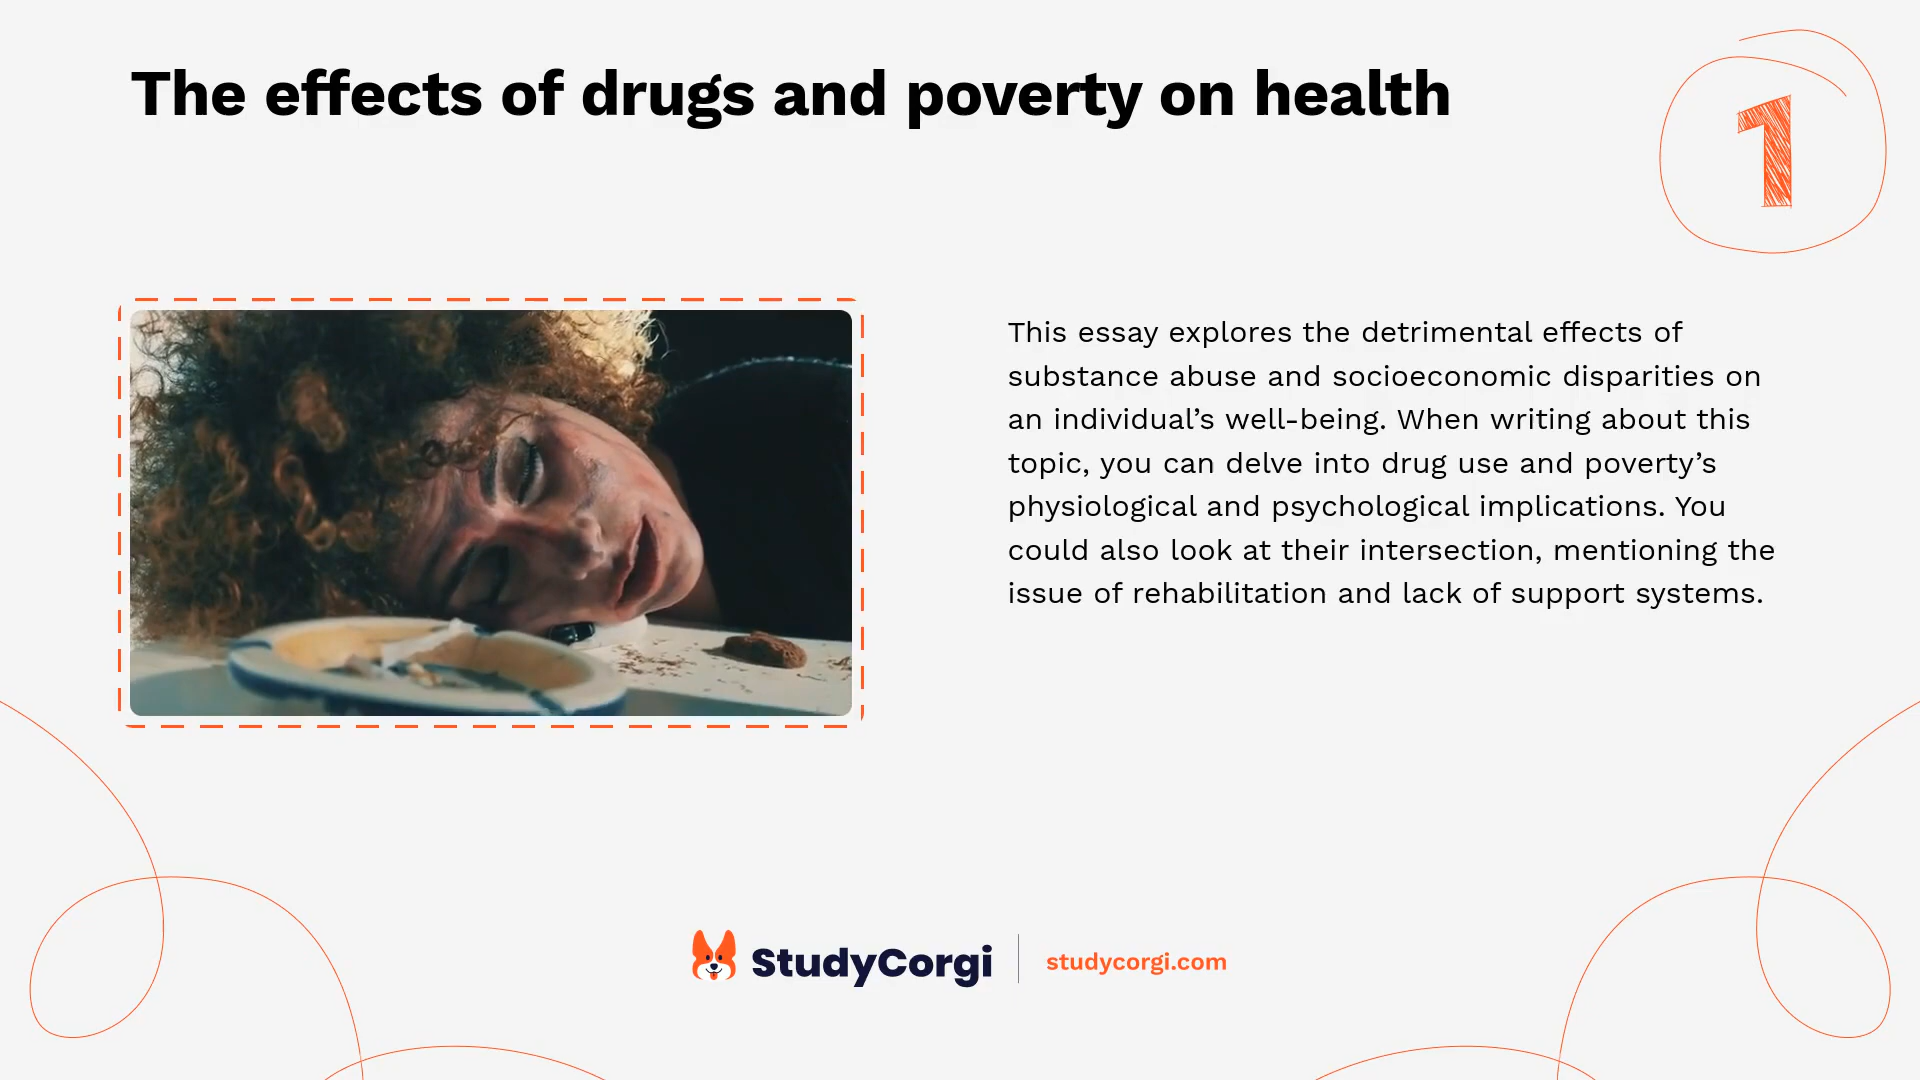 The effects of drugs and poverty on health
1
This essay explores the detrimental effects of
substance abuse and socioeconomic disparities on
an individual’s well-being. When writing about this
topic, you can delve into drug use and poverty’s
physiological and psychological implications. You
could also look at their intersection, mentioning the
issue of rehabilitation and lack of support systems.
StudyCorgi
studycorgi.com